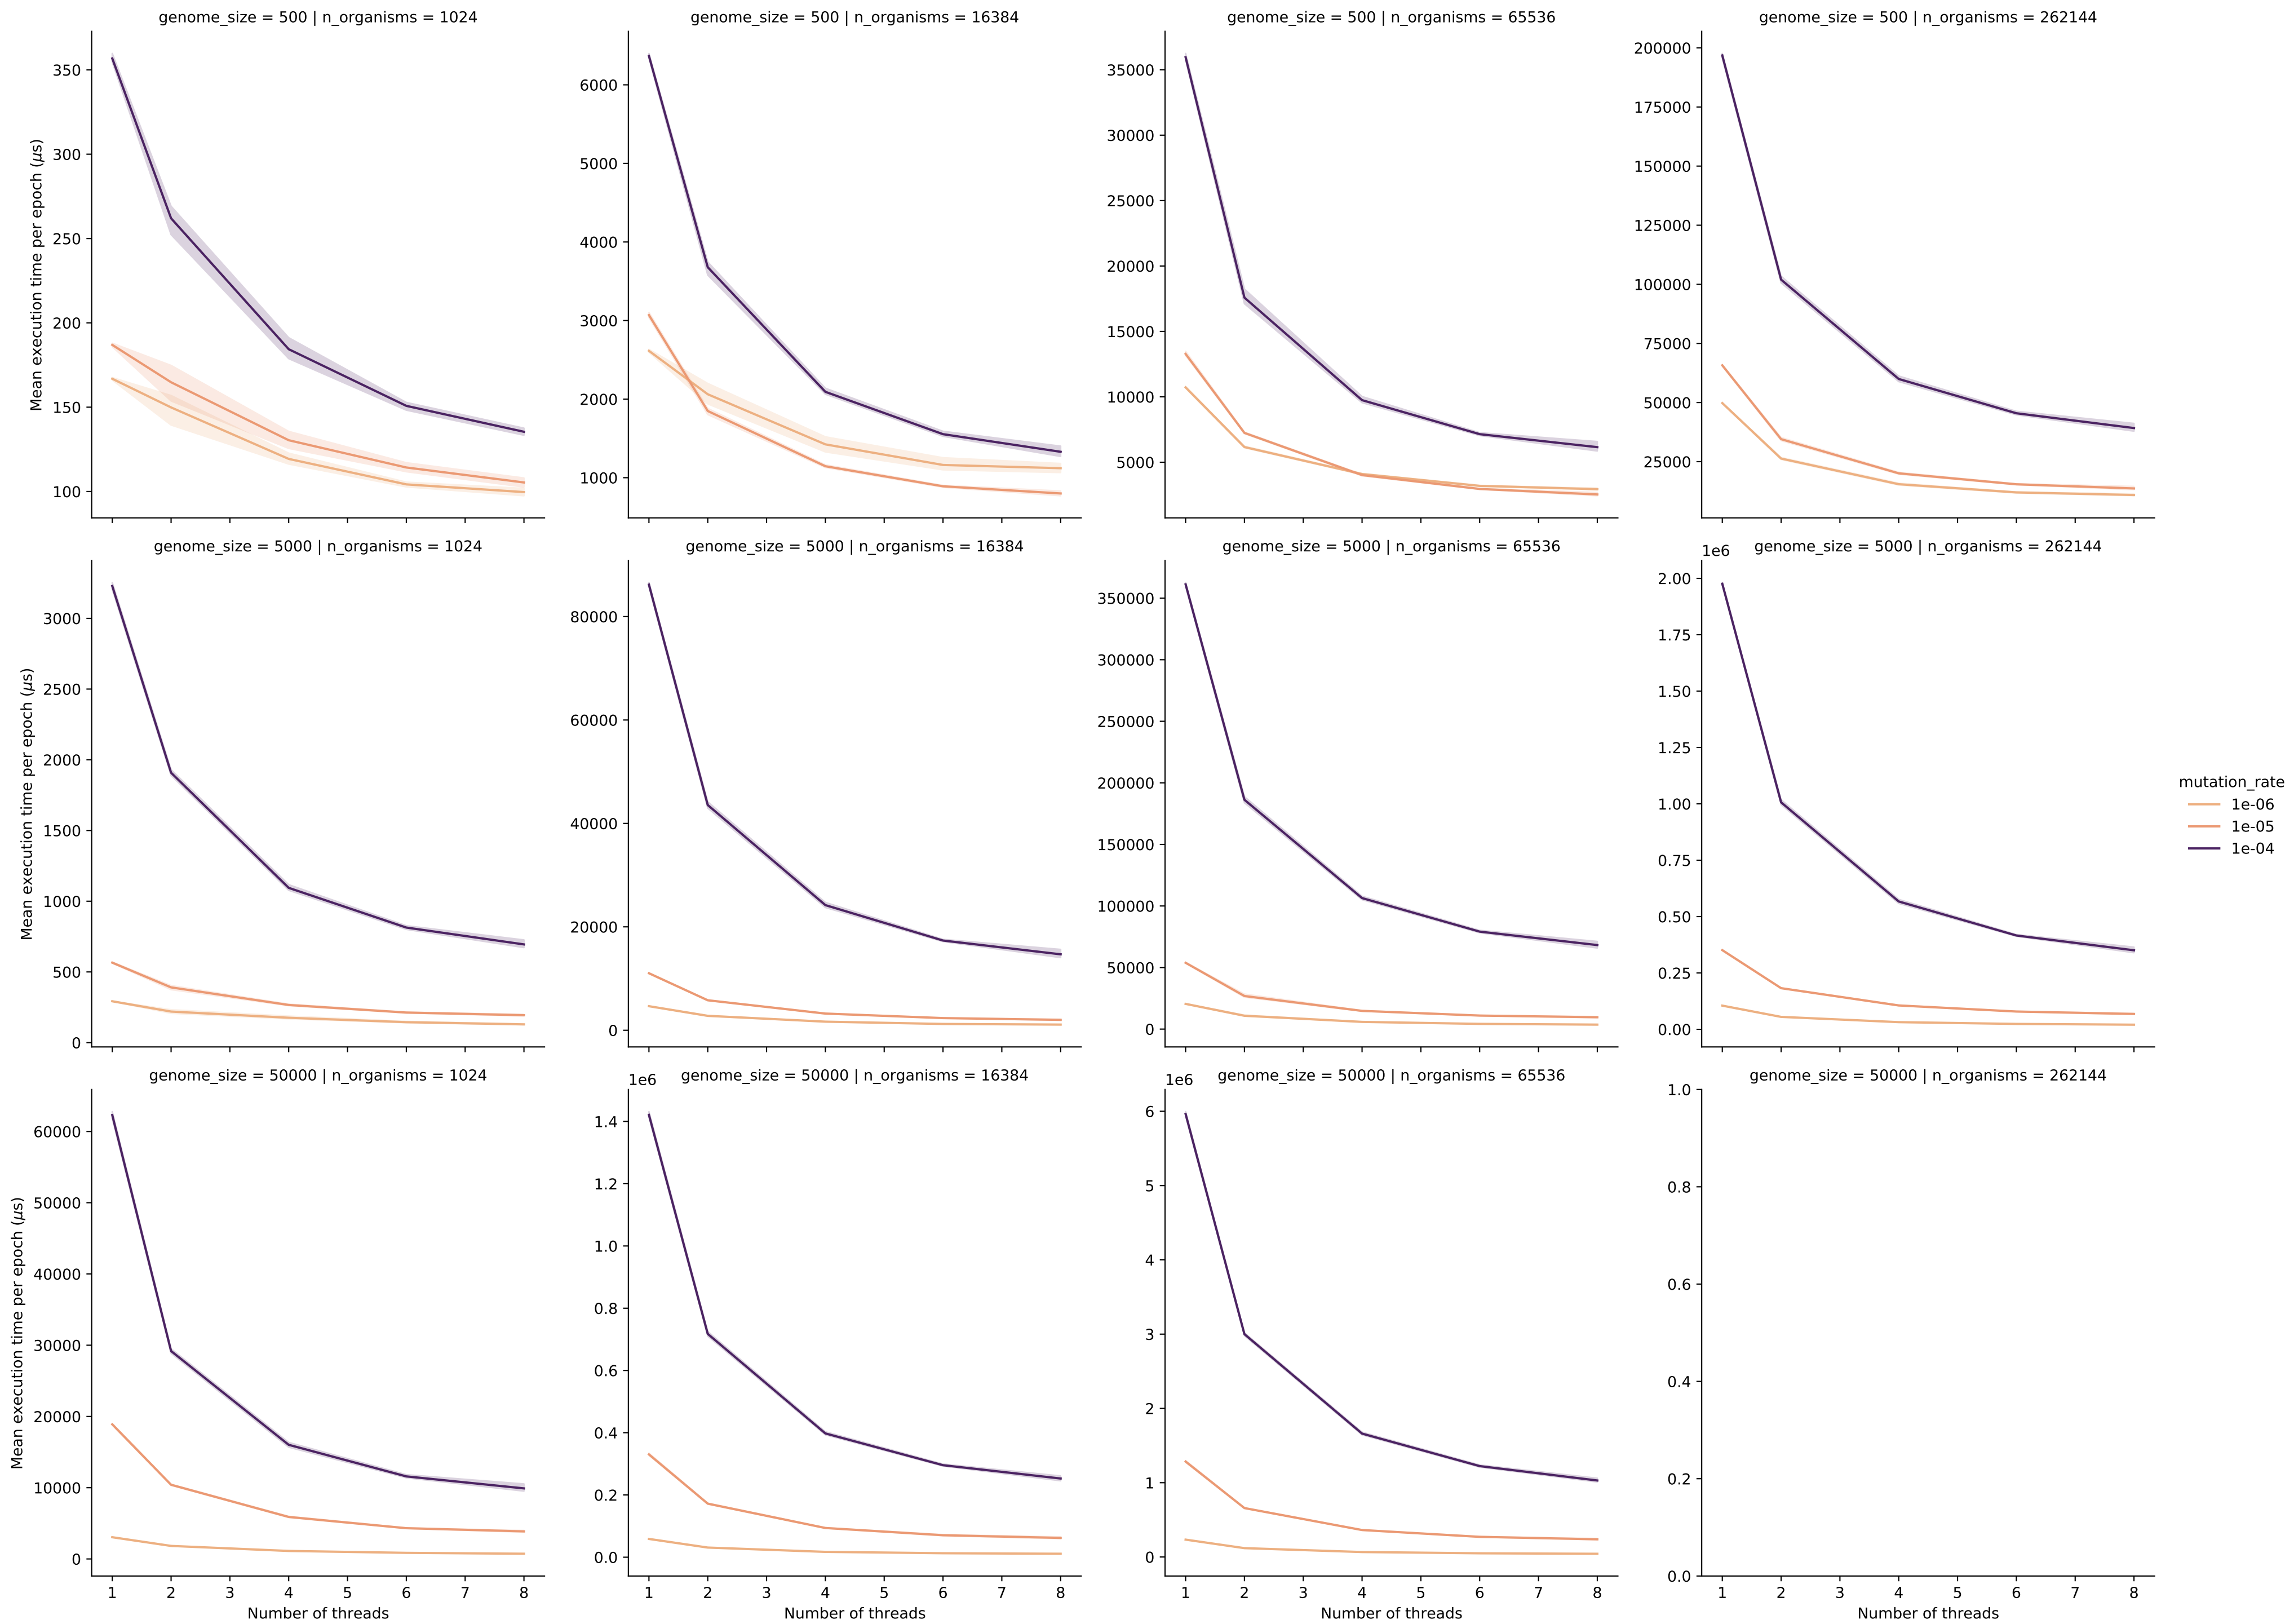 genome_size = 500 | n_organisms = 1024
genome_size = 500 | n_organisms = 16384
genome_size = 500 | n_organisms = 65536
genome_size = 500 | n_organisms = 262144
Mean execution time per epoch (μs)
350
300
250
200
150
100
6000
5000
4000
3000
2000
1000
35000
30000
25000
20000
15000
10000
5000
200000
175000
150000
125000
100000
75000
50000
25000
genome_size = 5000 | n_organisms = 1024
genome_size = 5000 | n_organisms = 16384
genome_size = 5000 | n_organisms = 65536
1e6
genome_size = 5000 | n_organisms = 262144
Mean execution time per epoch (μs)
3000
2500
2000
1500
1000
500
0
80000
60000
40000
20000
0
350000
300000
250000
200000
150000
100000
50000
0
2.00
1.75
1.50
1.25
1.00
0.75
0.50
0.25
0.00
mutation_rate
1e-06
1e-05
1e-04
genome_size = 50000 | n_organisms = 1024
1e6
genome_size = 50000 | n_organisms = 16384
1e6
genome_size = 50000 | n_organisms = 65536
genome_size = 50000 | n_organisms = 262144
Mean execution time per epoch (μs)
60000
50000
40000
30000
20000
10000
0
1.4
1.2
1.0
0.8
0.6
0.4
0.2
0.0
6
5
4
3
2
1
0
1.0
0.8
0.6
0.4
0.2
0.0
1 2 3 4 5 6 7 8
Number of threads
1 2 3 4 5 6 7 8
Number of threads
1 2 3 4 5 6 7 8
Number of threads
1 2 3 4 5 6 7 8
Number of threads